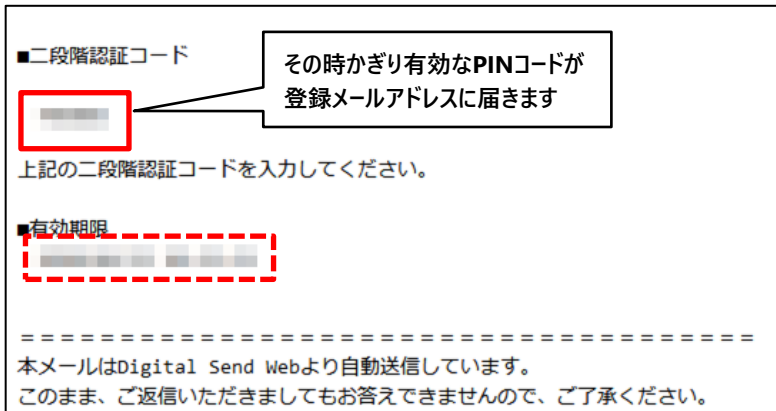 ■二段階認証コード
その時かぎり有効なPINコードが
登録メールアドレスに届きます
上記の二段階認証コードを入力してください。
■有効期限
＝＝＝＝＝＝＝＝＝＝＝＝＝＝＝＝＝＝＝＝＝＝＝＝＝＝＝＝＝＝＝＝＝＝＝＝＝
本メールはDigital Send Webより自動送信しています。
このまま、ご返信いただきましてもお答えできませんので、ご了承ください。